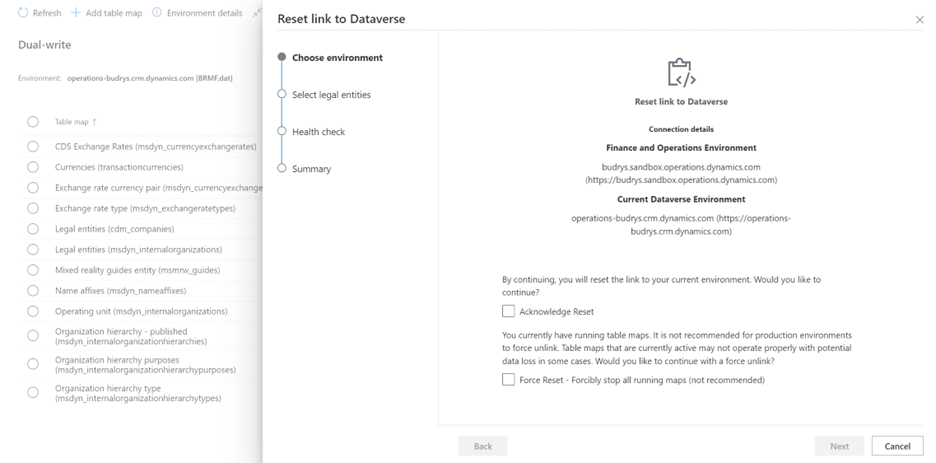 Refresh
Add table map
Environment details
Dual-write
Environment: operations-budrys.crm.dynamics.com [BRMF,dat]
Table map ↑
CDS Exchange Rates (msdyn_currencyexchangerates)
Currencies (transactioncurrencies)
Exchange rate currency pair (msdyn_currencyexchange
Exchange rate type (msdyn_exchangeratetypes)
Legal entities (cdm_companies)
Legal entities (msdyn_internalorganizations)
Mixed reality guides entity (msmrw_guides)
Name affixes (msdyn_nameaffixes)
Operating unit (msdyn_internalorganizations)
Organization hierarchy - published
(msdyn_internalorganizationhierarchies)
Organization hierarchy purposes
(msdyn_internalorganizationhierarchypurposes)
Organization hierarchy type
(msdyn_internalorganizationhierarchytypes)
Reset link to Dataverse
Choose environment
Select legal entities
Health check
Summary
Reset link to Dataverse
Connection details
Finance and Operations Environment
budrys.sandbox.operations.dynamics.com
(https://budrys.sandbox.operations.dynamics.com)
Current Dataverse Environment
operations-budrys.crm.dynamics.com (https://operations-
budrys.crm.dynamics.com)
By continuing, you will reset the link to your current environment. Would you like to
continue?
Acknowledge Reset
You currently have running table maps. It is not recommended for production environments
to force unlink. Table maps that are currently active may not operate properly with potential
data loss in some cases. Would you like to continue with a force unlink?
Force Reset - Forcibly stop all running maps (not recommended)
Back
Next
Cancel